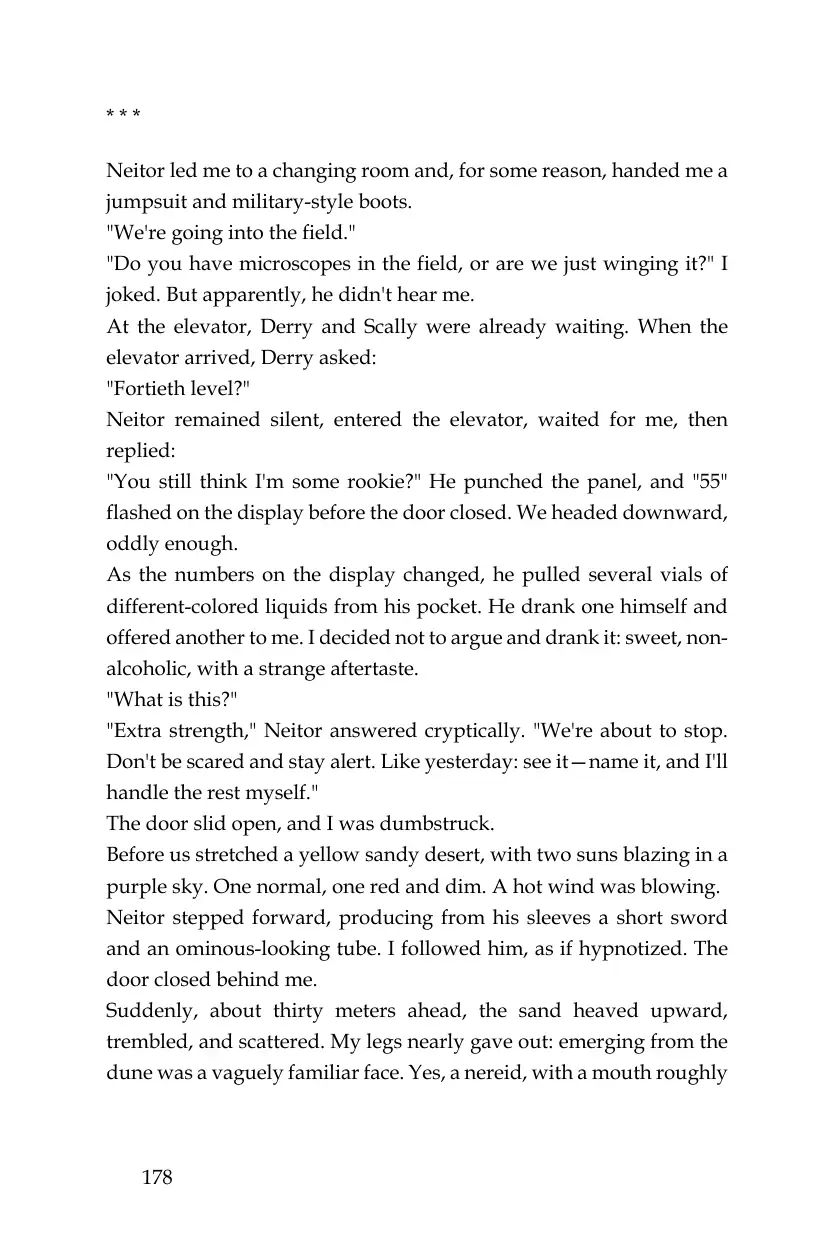 * * *
Neitor led me to a changing room and, for some reason, handed me a
jumpsuit and military-style boots.
"We're going into the field."
"Do you have microscopes in the field, or are we just winging it?" I
joked. But apparently, he didn't hear me.
At the elevator, Derry and Scally were already waiting. When the
elevator arrived, Derry asked:
"Fortieth level?"
Neitor remained silent, entered the elevator, waited for me, then
replied:
"You still think I'm some rookie?" He punched the panel, and "55"
flashed on the display before the door closed. We headed downward,
oddly enough.
As the numbers on the display changed, he pulled several vials of
different-colored liquids from his pocket. He drank one himself and
offered another to me. I decided not to argue and drank it: sweet, non-
alcoholic, with a strange aftertaste.
"What is this?"
"Extra strength," Neitor answered cryptically. "We're about to stop.
Don't be scared and stay alert. Like yesterday: see it—name it, and I'll
handle the rest myself."
The door slid open, and I was dumbstruck.
Before us stretched a yellow sandy desert, with two suns blazing in a
purple sky. One normal, one red and dim. A hot wind was blowing.
Neitor stepped forward, producing from his sleeves a short sword
and an ominous-looking tube. I followed him, as if hypnotized. The
door closed behind me.
Suddenly, about thirty meters ahead, the sand heaved upward,
trembled, and scattered. My legs nearly gave out: emerging from the
dune was a vaguely familiar face. Yes, a nereid, with a mouth roughly
178